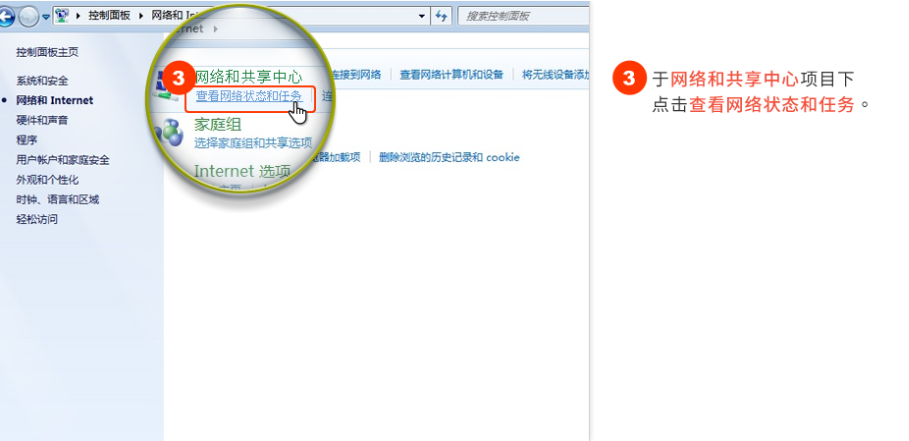 控制面板 ▸ 网络和 Int
搜索控制面板
rnet ▸
控制面板主页
系统和安全
网络和 Internet
硬件和声音
程序
用户帐户和家庭安全
外观和个性化
时钟、语言和区域
轻松访问
3
网络和共享中心
查看网络状态和任务
连
连接到网络
查看网络计算机和设备
将无线设备添加
家庭组
选择家庭组和共享选项
Internet 选项
览器加载项
删除浏览的历史记录和 cookie
3 于网络和共享中心项目下
点击查看网络状态和任务。